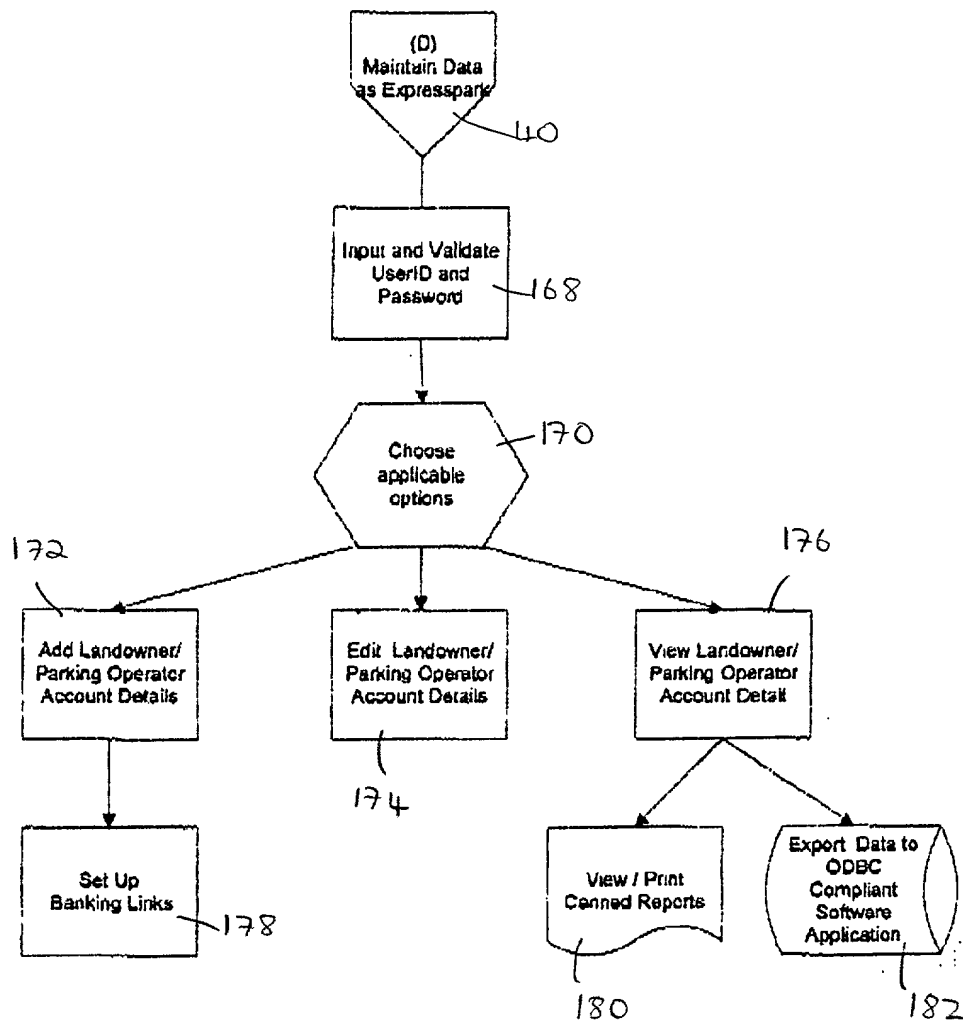 (D)
Maintain Data
as Expresspark
40
Input and Validate
UserID and
Password
168
Choose
applicable
options
170
172
176
Add Landowner/
Parking Operator
Account Details
Edit Landowner/
Parking Operator
Account Details
View Landowner/
Parking Operator
Account Detail
174
Set Up
Banking Links
178
View / Print
Canned Reports
180
Export Data to
ODBC
Compliant
Software
Application
182